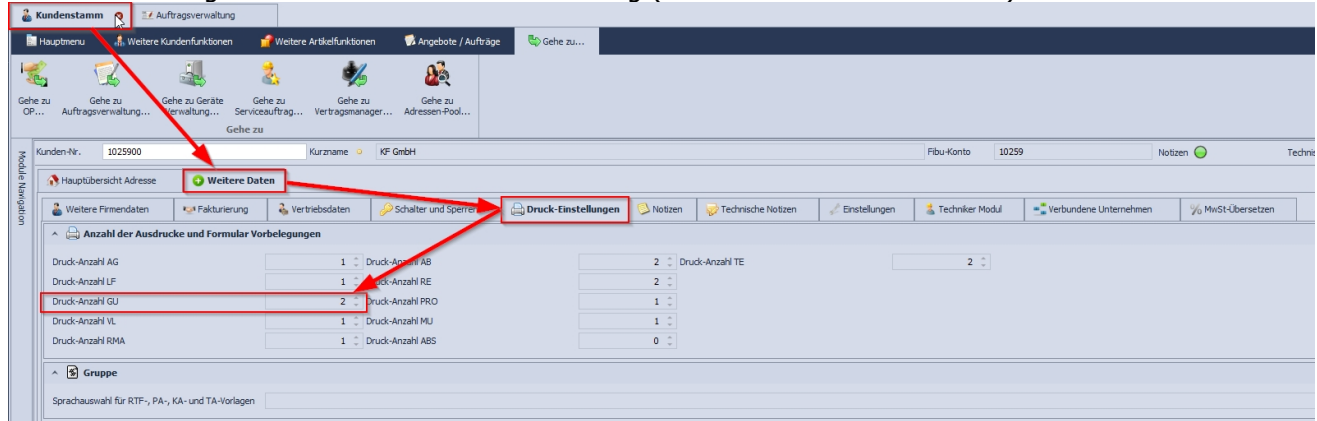 Kundenstamm Auftragsverwaltung
Hauptmenu Weitere Kundenfunktionen Weitere Artikelfunktionen Angebote / Aufträge Gehe zu...
Gehe zu OP... Gehe zu Auftragsverwaltung... Gehe zu Geräte Verwaltung... Gehe zu Serviceauftrag... Gehe zu Vertragsmanager... Gehe zu Adressen-Pool...
Gehe zu
Module Navigation
Kunden-Nr. 1025900 Kurzname KF GmbH Fibu-Konto 10259 Notizen
Hauptübersicht Adresse Weitere Daten
Weitere Firmendaten Fakturierung Vertriebsdaten Schalter und Sperren Druck-Einstellungen Notizen Technische Notizen Einstellungen Techniker Modul Verbundene Unternehmen MwSt-Übersetzen
Anzahl der Ausdrucke und Formular Vorbelegungen
Druck-Anzahl AG 1 Druck-Anzahl AB 2 Druck-Anzahl TE 2
Druck-Anzahl LF 1 Druck-Anzahl RE 2
Druck-Anzahl GU 2 Druck-Anzahl PRO 1
Druck-Anzahl VL 1 Druck-Anzahl MU 1
Druck-Anzahl RMA 1 Druck-Anzahl ABS 0
Gruppe
Sprachauswahl für RTF-, PA-, KA- und TA-Vorlagen